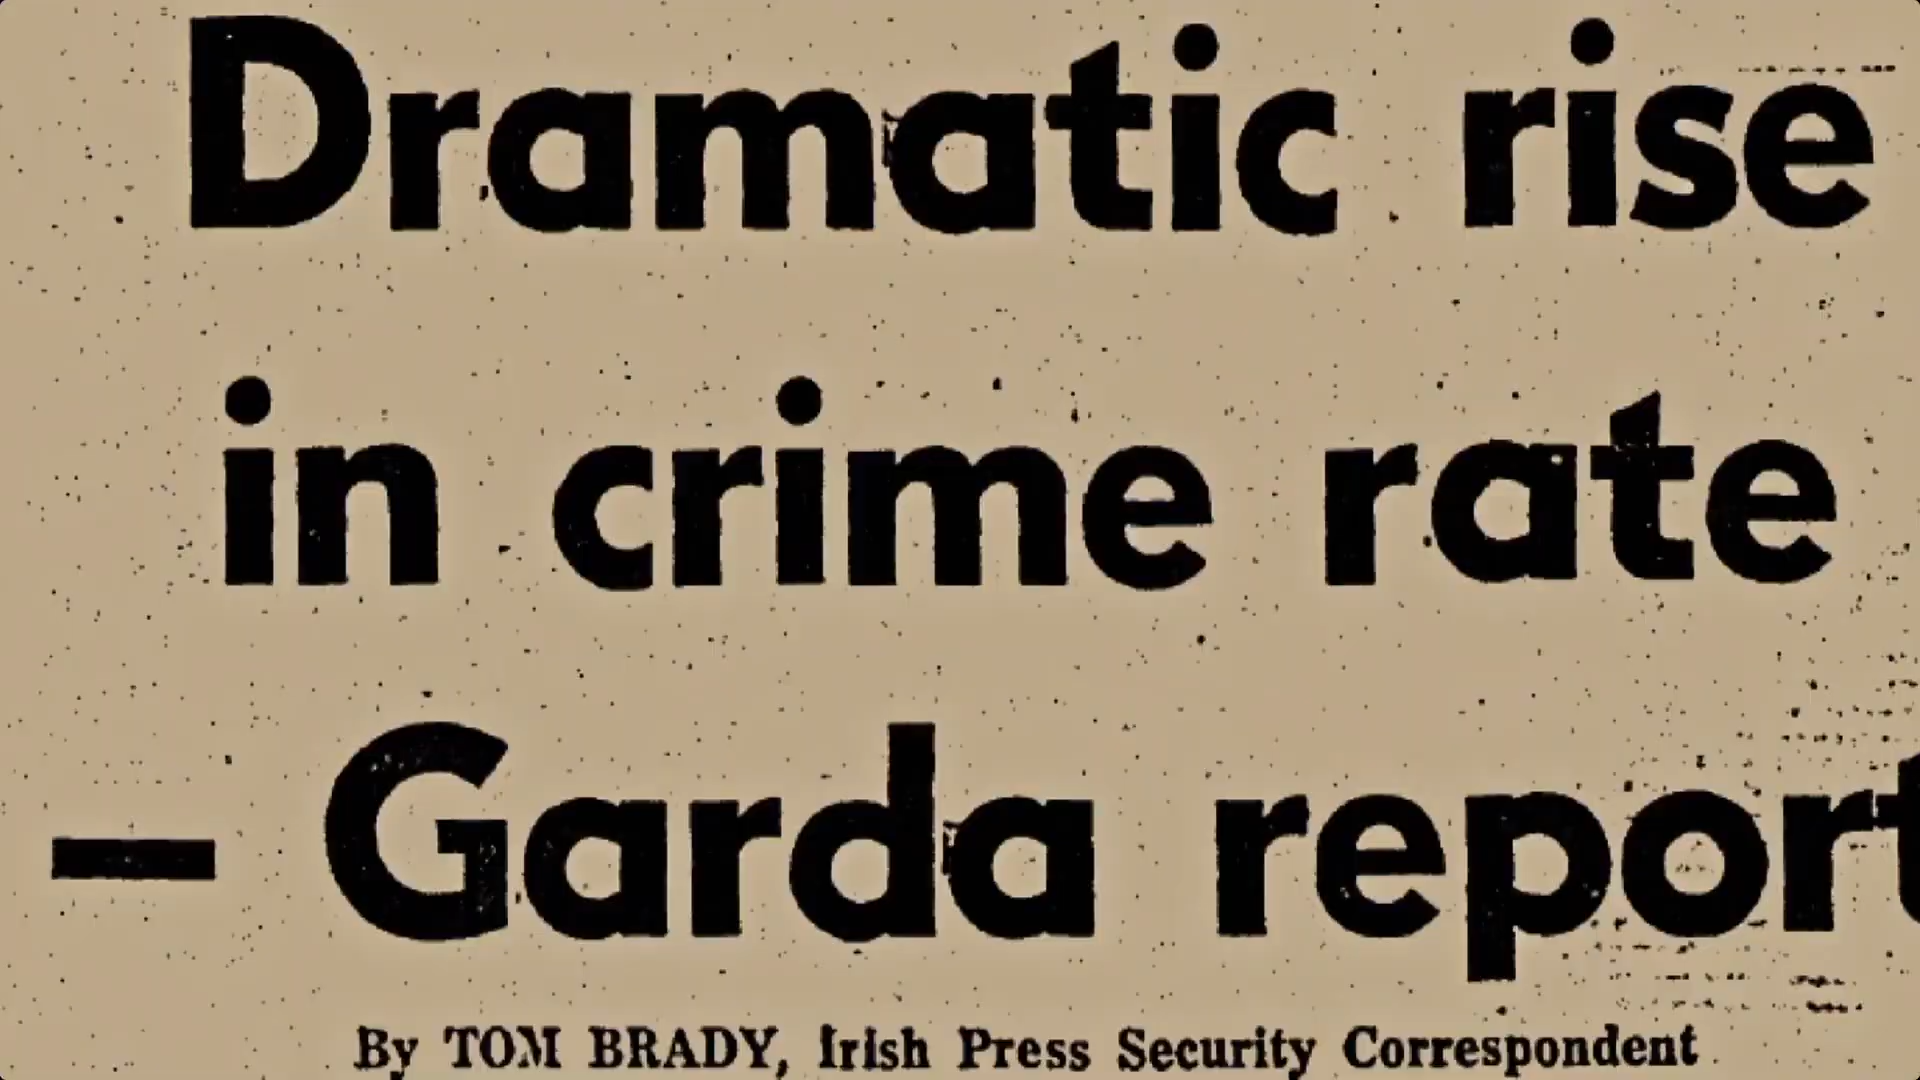 Dramatic rise
in crime rate
— Garda report
By TOM BRADY, Irish Press Security Correspondent